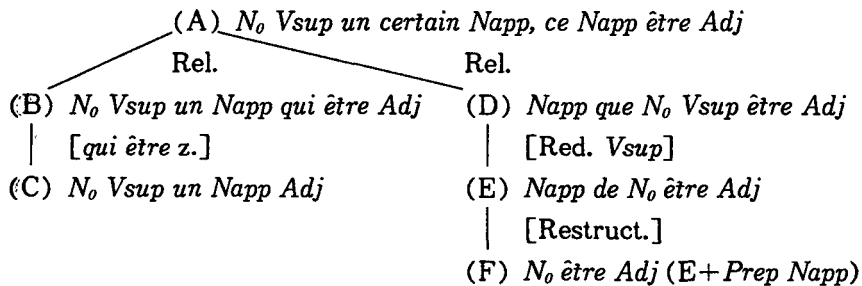 (A) N₀ Vsup un certain Napp, ce Napp être Adj
Rel. Rel.
(B) N₀ Vsup un Napp qui être Adj (D) Napp que N₀ Vsup être Adj
[qui être z.] [Red. Vsup]
(C) N₀ Vsup un Napp Adj (E) Napp de N₀ être Adj
[Restruct.]
(F) N₀ être Adj (E+Prep Napp)